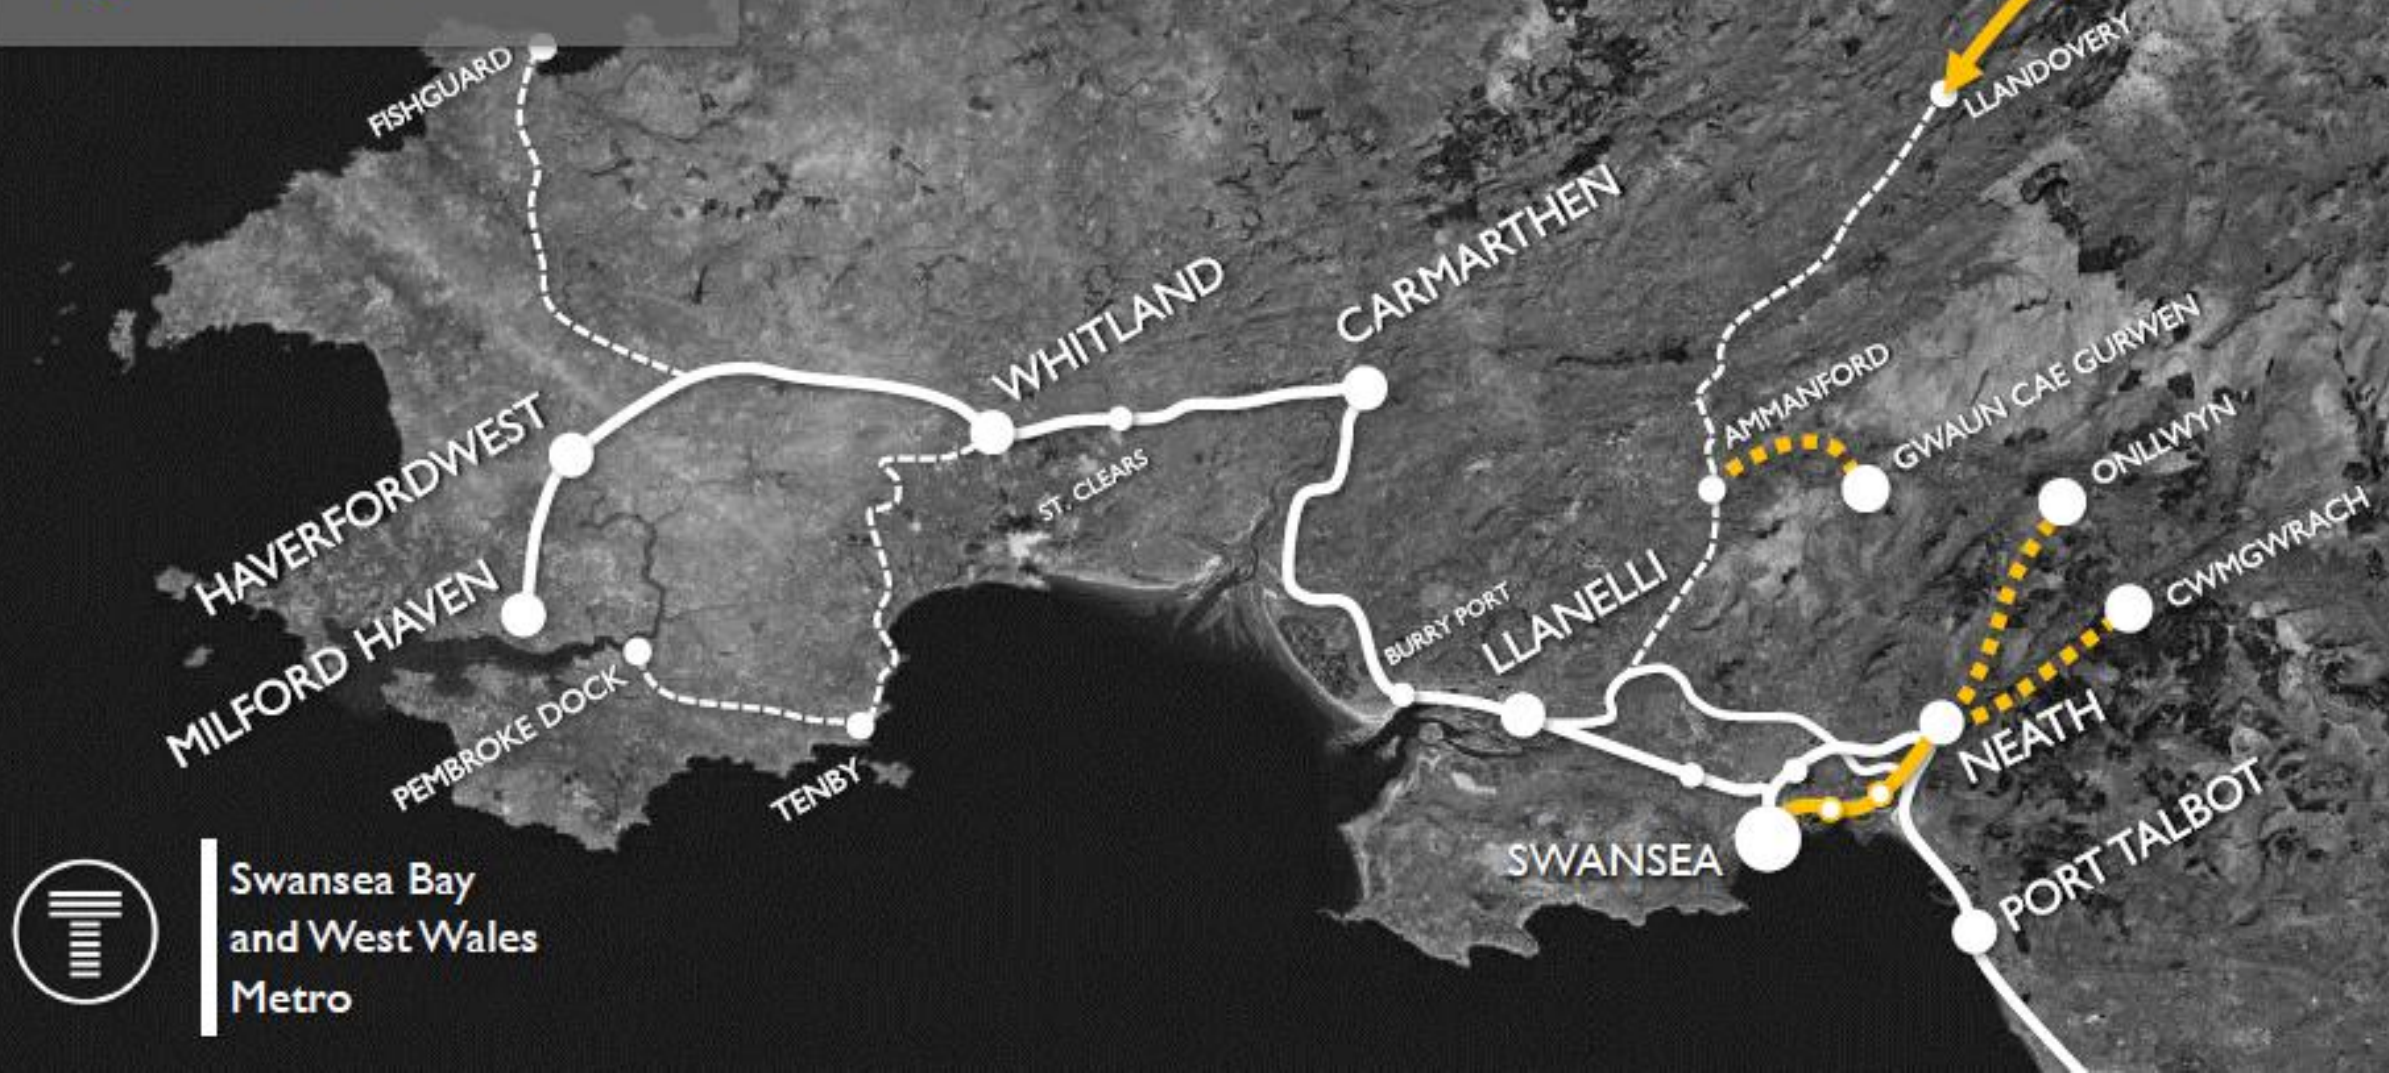 FISHGUARD
LLANDOVERY
CARMARTHEN
WHITLAND
AMMANFORD
GWAUN CAE GURWEN
ONLLWYN
CWMGWRACH
HAVERFORDWEST
ST. CLEARS
MILFORD HAVEN
BURRY PORT
LLANELLI
PEMBROKE DOCK
TENBY
NEATH
PORT TALBOT
SWANSEA
T
Swansea Bay
and West Wales
Metro